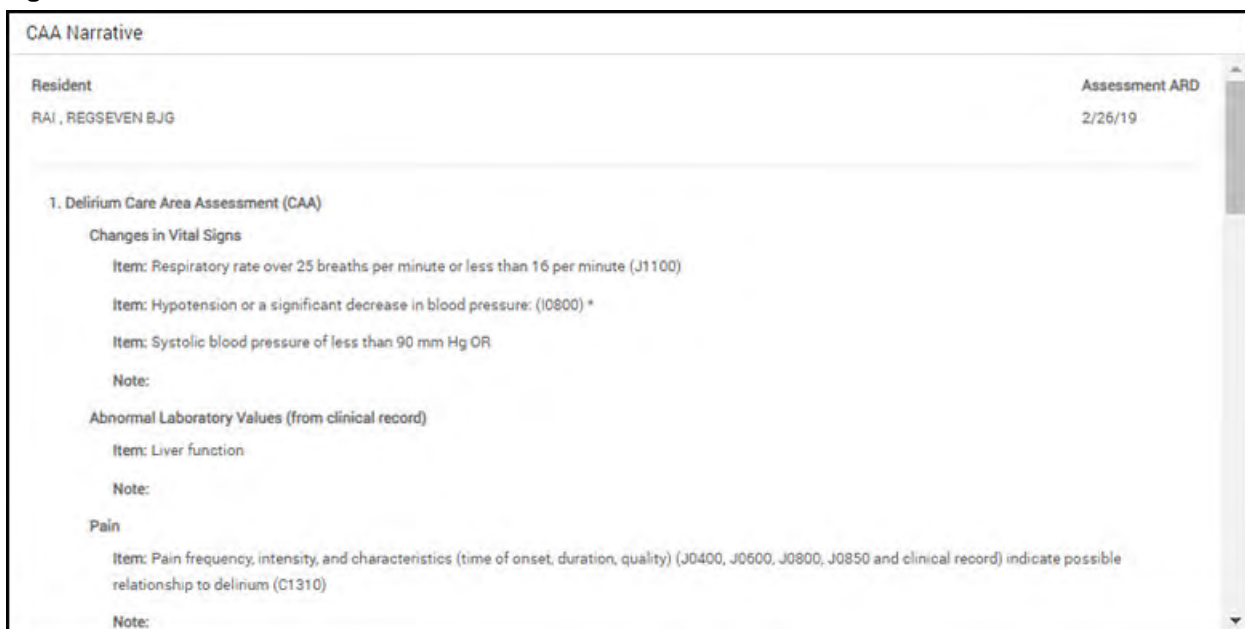 CAA Narrative
Resident
Assessment ARD
RAI , REGSEVEN BJG
2/26/19
1. Delirium Care Area Assessment (CAA)
Changes in Vital Signs
Item: Respiratory rate over 25 breaths per minute or less than 16 per minute (J1100)
Item: Hypotension or a significant decrease in blood pressure: (I0800) *
Item: Systolic blood pressure of less than 90 mm Hg OR
Note:
Abnormal Laboratory Values (from clinical record)
Item: Liver function
Note:
Pain
Item: Pain frequency, intensity, and characteristics (time of onset, duration, quality) (J0400, J0600, J0800, J0850 and clinical record) indicate possible
relationship to delirium (C1310)
Note: